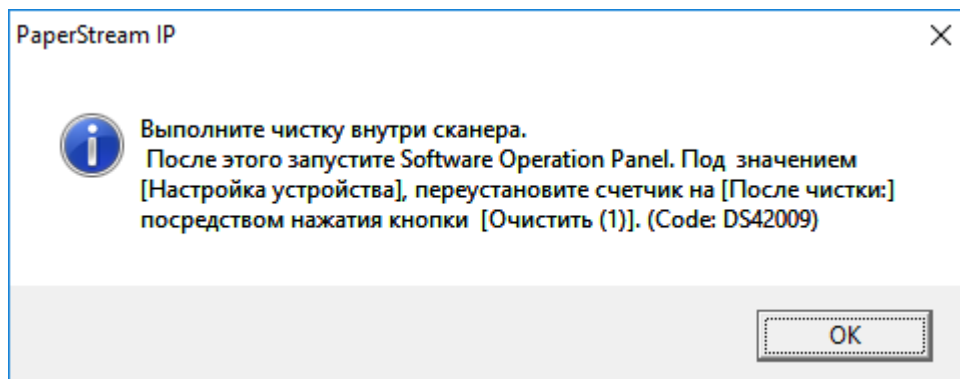 PaperStream IP
Выполните чистку внутри сканера.
После этого запустите Software Operation Panel. Под значением
[Настройка устройства], переустановите счетчик на [После чистки:]
посредством нажатия кнопки [Очистить (1)]. (Code: DS42009)
OK